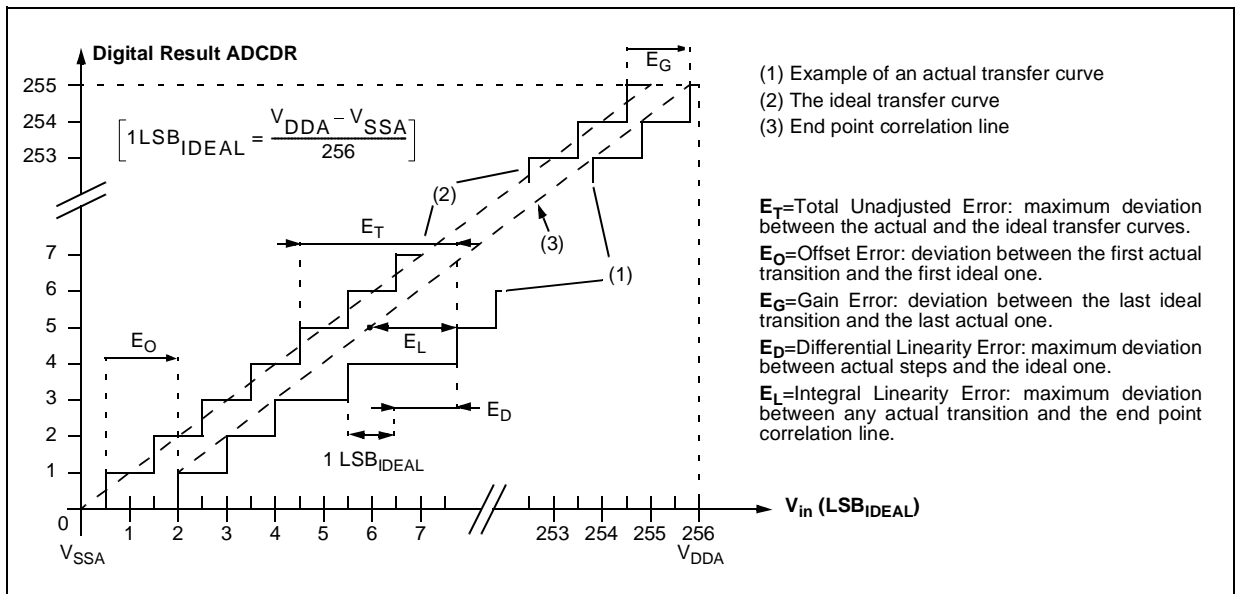 Digital Result ADCDR
E_G
255
254
253
[1LSB_IDEAL = (V_DDA – V_SSA) / 256]
(2)
(3)
(1)
E_T
7
6
5
4
3
2
1
0
E_O
E_L
E_D
1 LSB_IDEAL
1 2 3 4 5 6 7 253 254 255 256
V_in (LSB_IDEAL)
V_SSA
V_DDA
(1) Example of an actual transfer curve
(2) The ideal transfer curve
(3) End point correlation line
E_T=Total Unadjusted Error: maximum deviation
between the actual and the ideal transfer curves.
E_O=Offset Error: deviation between the first actual
transition and the first ideal one.
E_G=Gain Error: deviation between the last ideal
transition and the last actual one.
E_D=Differential Linearity Error: maximum deviation
between actual steps and the ideal one.
E_L=Integral Linearity Error: maximum deviation
between any actual transition and the end point
correlation line.